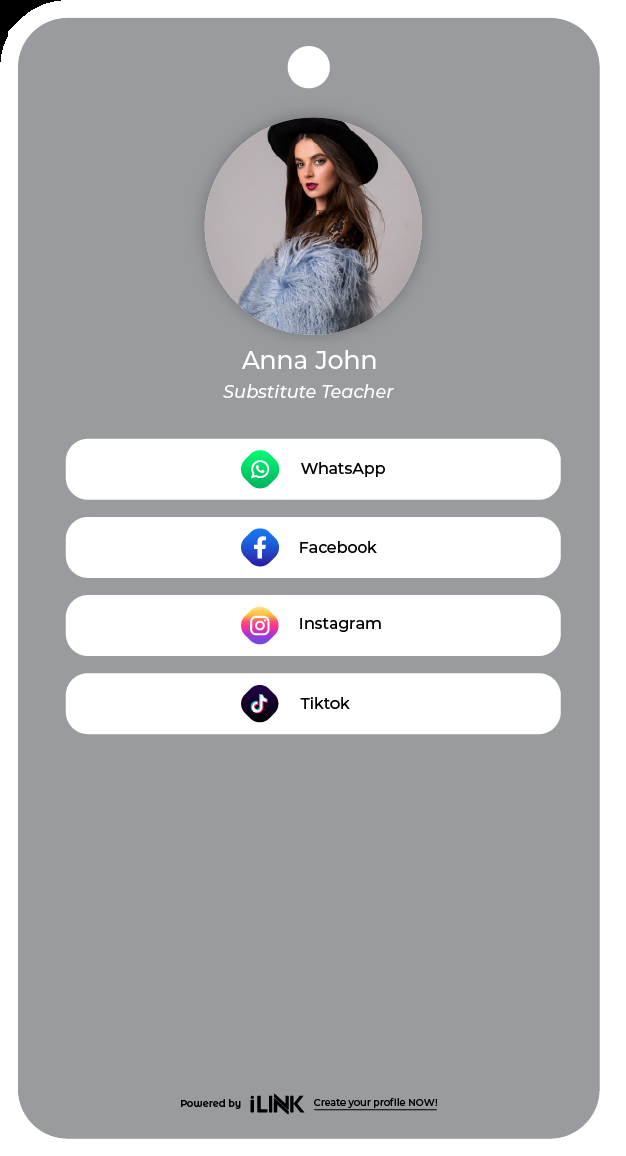 Anna John
Substitute Teacher
WhatsApp
Facebook
Instagram
Tiktok
Powered by iLINK Create your profile NOW!